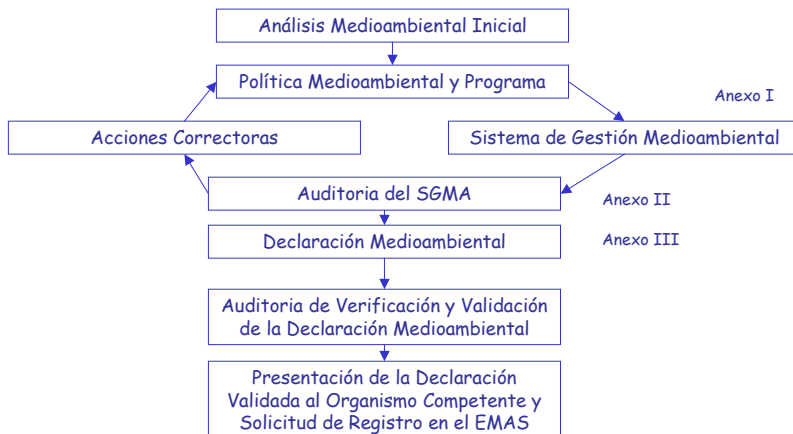 Análisis Medioambiental Inicial
Política Medioambiental y Programa
Anexo I
Acciones Correctoras
Sistema de Gestión Medioambiental
Auditoria del SGMA
Anexo II
Declaración Medioambiental
Anexo III
Auditoria de Verificación y Validación
de la Declaración Medioambiental
Presentación de la Declaración
Validada al Organismo Competente y
Solicitud de Registro en el EMAS